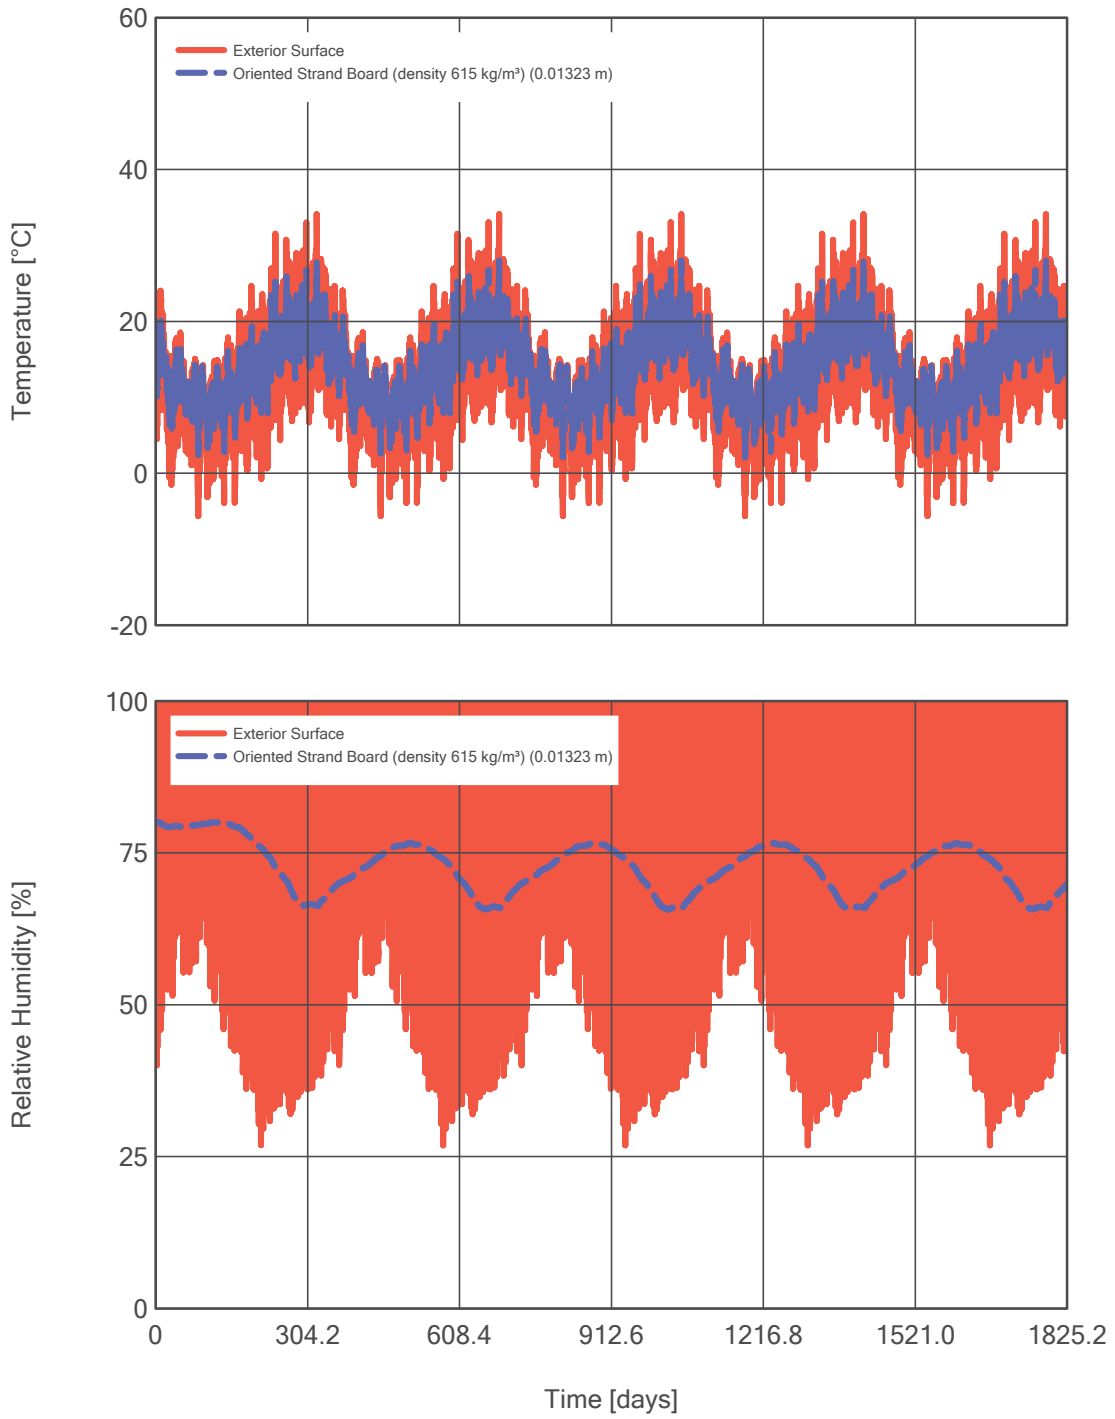 60
Exterior Surface
Oriented Strand Board (density 615 kg/m³) (0.01323 m)
40
Temperature [°C]
20
0
-20
100
Exterior Surface
Oriented Strand Board (density 615 kg/m³) (0.01323 m)
75
Relative Humidity [%]
50
25
0
0 304.2 608.4 912.6 1216.8 1521.0 1825.2
Time [days]